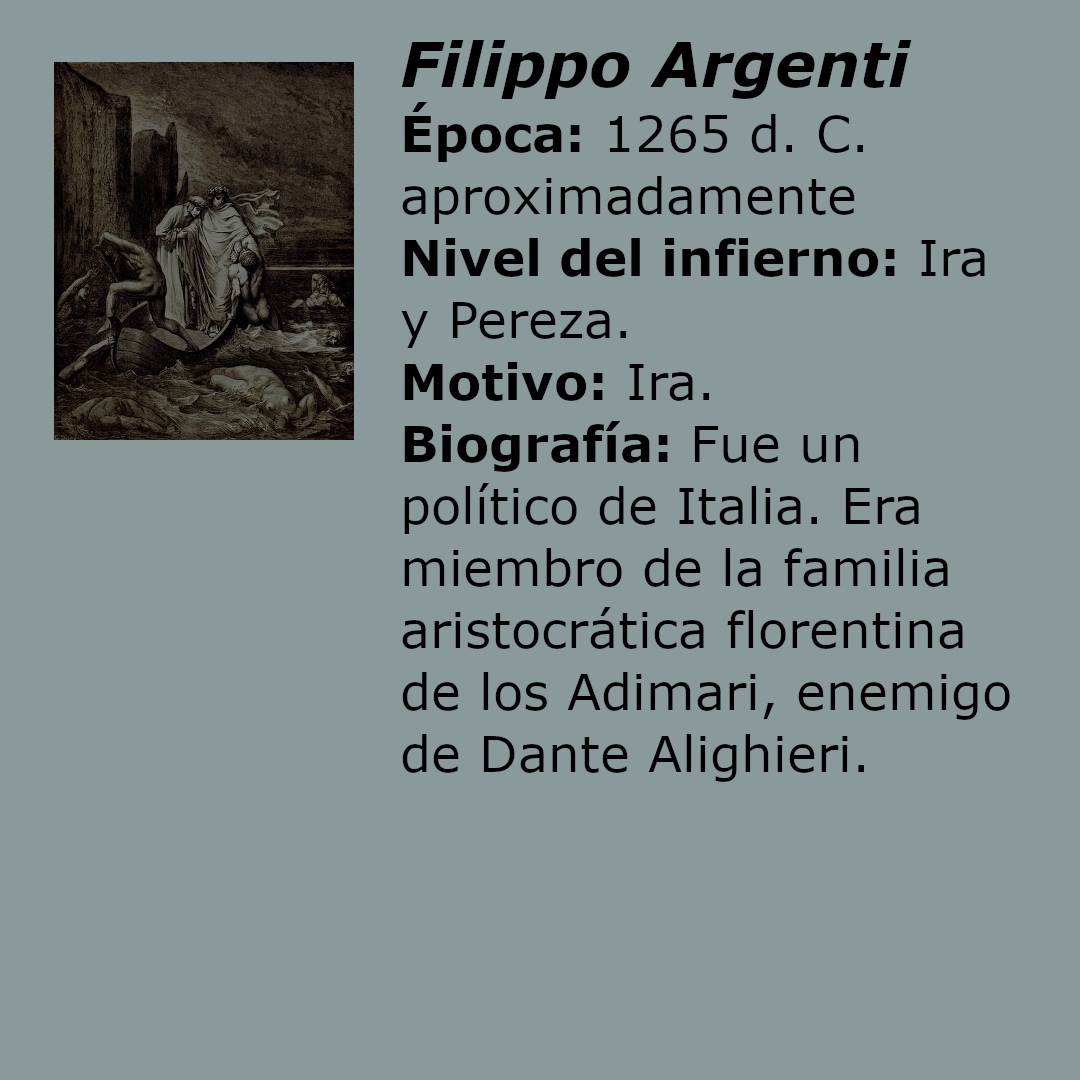 Filippo Argenti
Época: 1265 d. C.
aproximadamente
Nivel del infierno: Ira
y Pereza.
Motivo: Ira.
Biografía: Fue un
político de Italia. Era
miembro de la familia
aristocrática florentina
de los Adimari, enemigo
de Dante Alighieri.